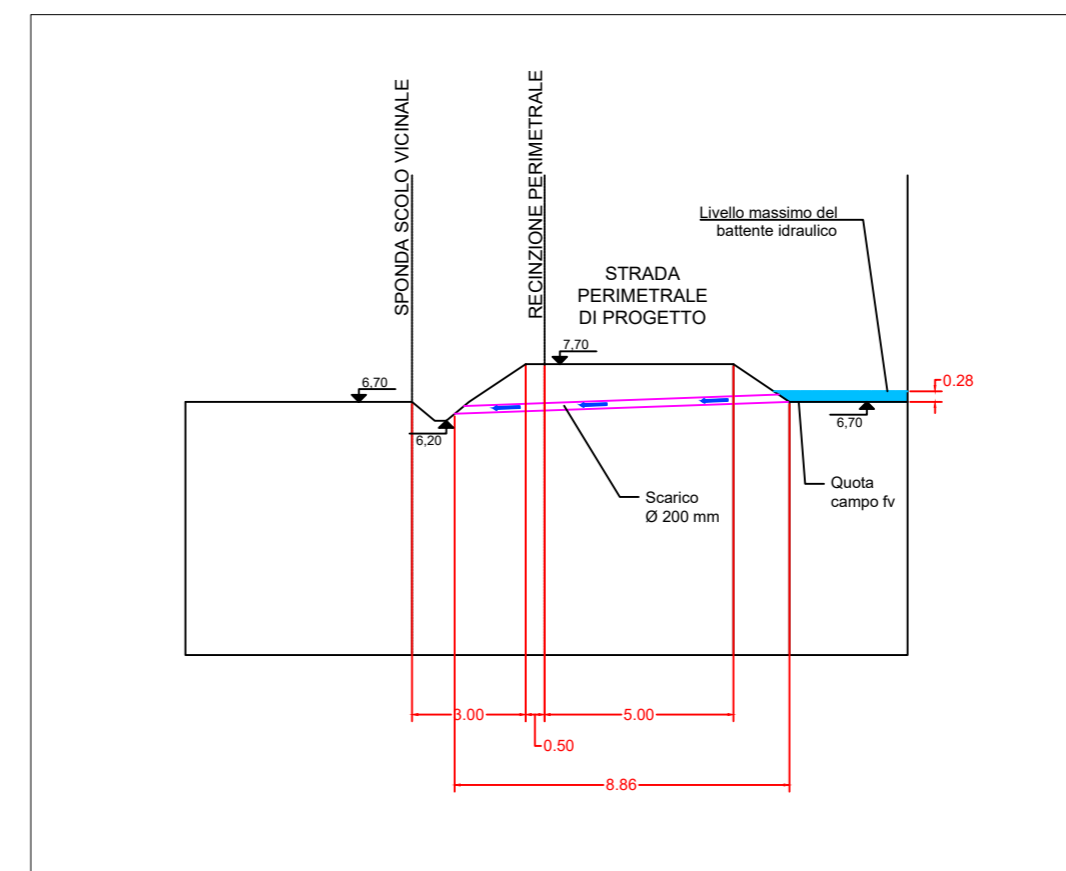 SPONDA SCOLO VICINALE
RECINZIONE PERIMETRALE
Livello massimo del
battente idraulico
STRADA
PERIMETRALE
DI PROGETTO
7,70
6,70
0.28
6,20
6,70
Quota
campo fv
Scarico
Ø 200 mm
3.00
5.00
0.50
8.86